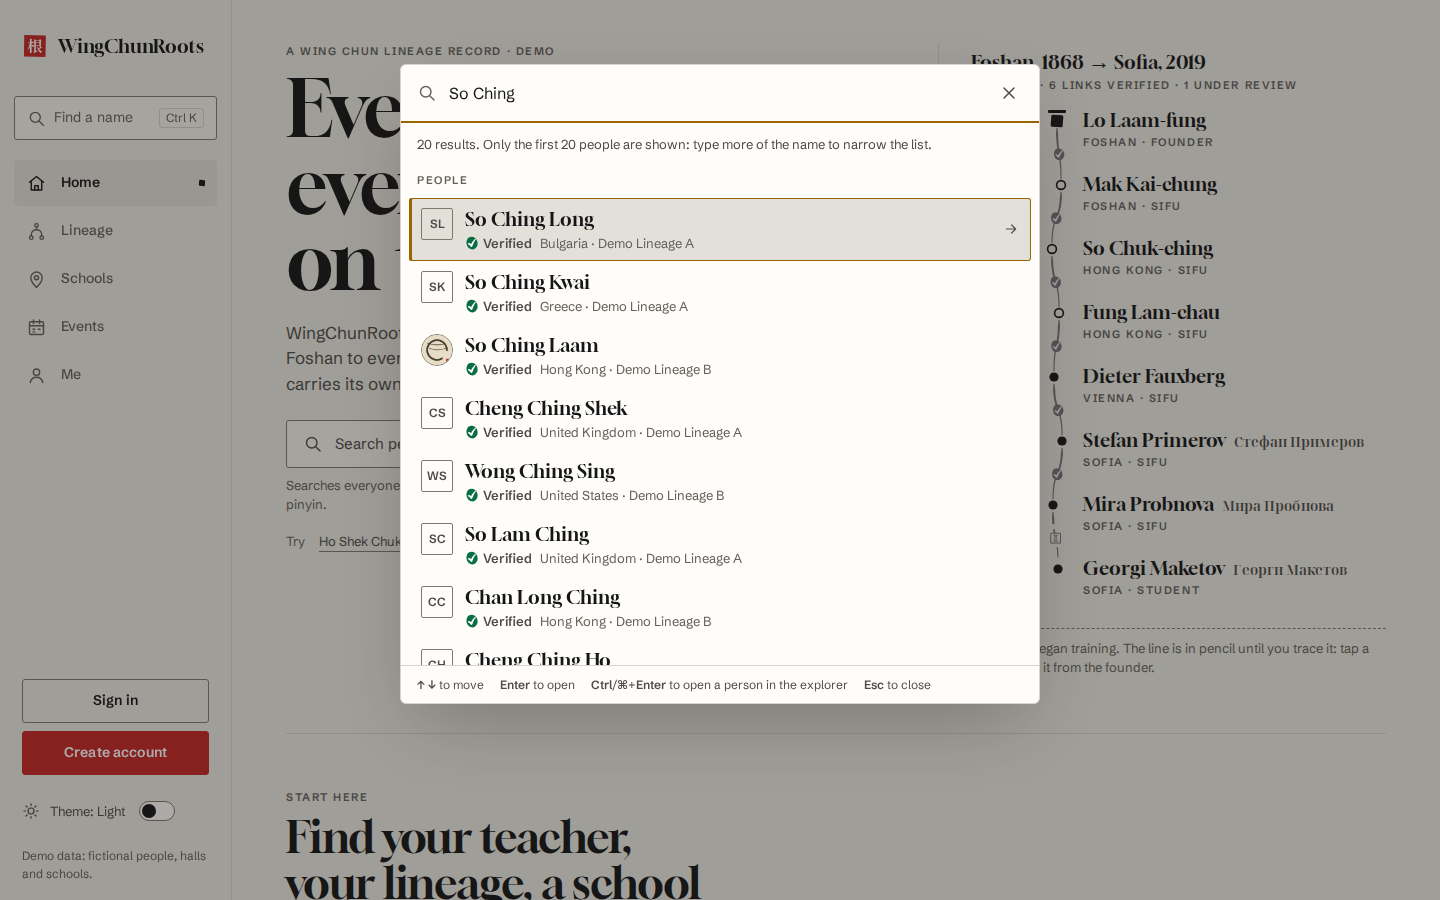 根 WingChunRoots
Find a name Ctrl K
Home
Lineage
Schools
Events
Me
Sign in
Create account
Theme: Light
Demo data: fictional people, halls
and schools.
A WING CHUN LINEAGE RECORD · DEMO
on
WingChunRoo
Foshan to ever
carries its own
Search pe
Searches everyone
pinyin.
Try Ho Shek Chuk
So Ching
20 results. Only the first 20 people are shown: type more of the name to narrow the list.
PEOPLE
SL So Ching Long
Verified Bulgaria · Demo Lineage A
SK So Ching Kwai
Verified Greece · Demo Lineage A
So Ching Laam
Verified Hong Kong · Demo Lineage B
CS Cheng Ching Shek
Verified United Kingdom · Demo Lineage A
WS Wong Ching Sing
Verified United States · Demo Lineage B
SC So Lam Ching
Verified United Kingdom · Demo Lineage A
CC Chan Long Ching
Verified Hong Kong · Demo Lineage B
CH Cheng Ching Ho
↑↓ to move Enter to open Ctrl/⌘+Enter to open a person in the explorer Esc to close
Foshan, 1868 → Sofia, 2019
· 6 LINKS VERIFIED · 1 UNDER REVIEW
Lo Laam-fung
FOSHAN · FOUNDER
Mak Kai-chung
FOSHAN · SIFU
So Chuk-ching
HONG KONG · SIFU
Fung Lam-chau
HONG KONG · SIFU
Dieter Fauxberg
VIENNA · SIFU
Stefan Primerov Стефан Примеров
SOFIA · SIFU
Mira Probnova Мира Пробнова
SOFIA · SIFU
Georgi Maketov Георги Макетов
SOFIA · STUDENT
egan training. The line is in pencil until you trace it: tap a
it from the founder.
START HERE
Find your teacher,
your lineage, a school